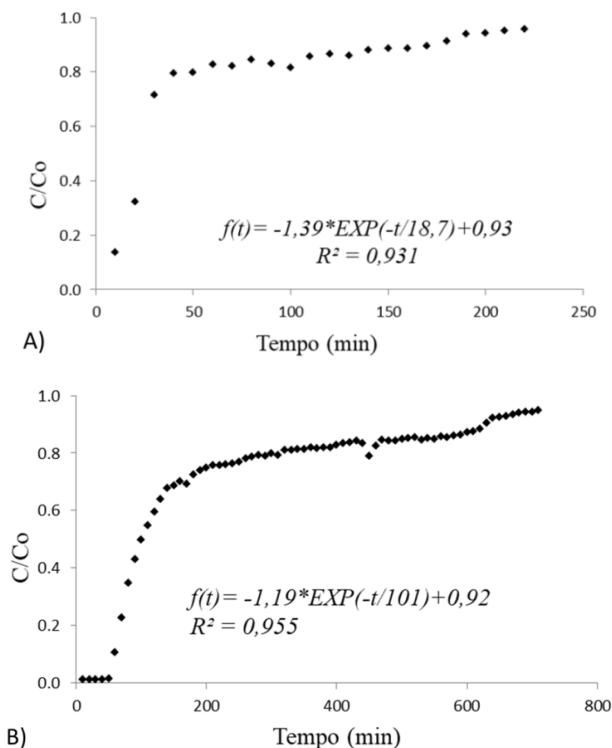 1.0
0.8
0.6
0.4
0.2
0.0
C/Co
f(t)= -1,39*EXP(-t/18,7)+0,93
R² = 0,931
0 50 100 150 200 250
Tempo (min)
A)
1.0
0.8
0.6
0.4
0.2
0.0
C/Co
f(t)= -1,19*EXP(-t/101)+0,92
R² = 0,955
0 200 400 600 800
Tempo (min)
B)